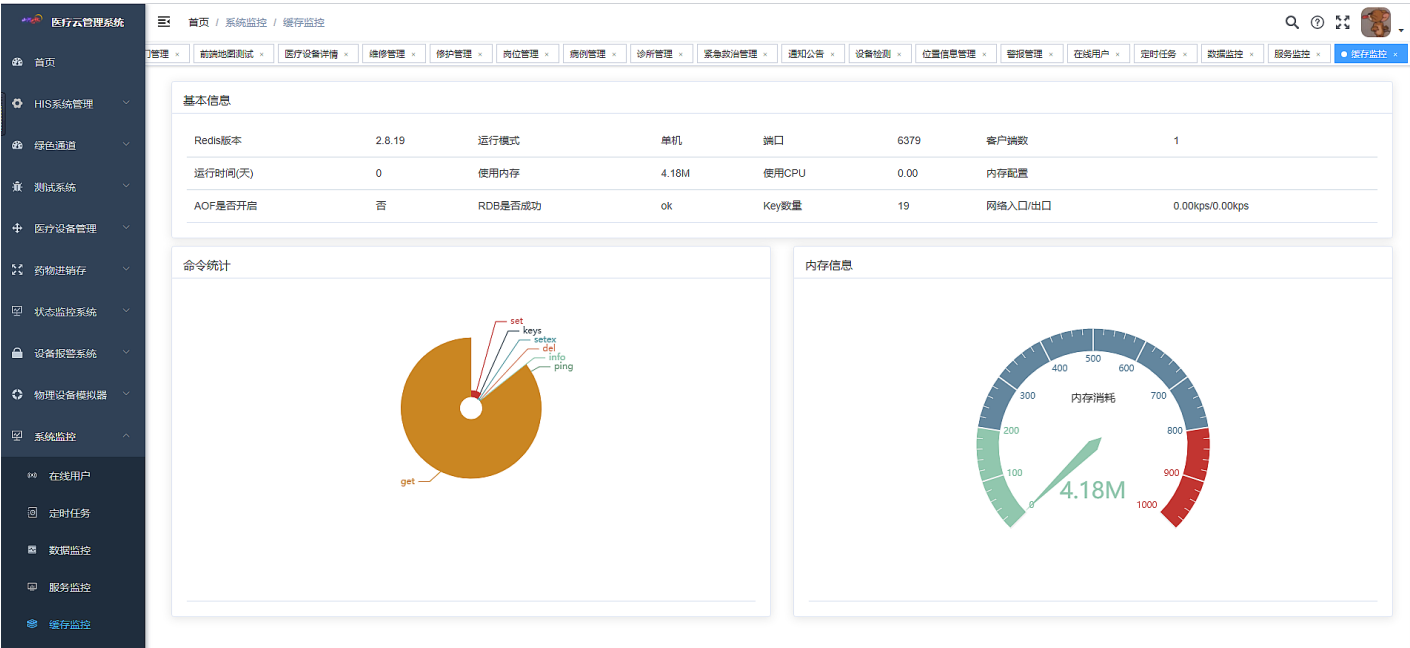 医疗云管理系统
首页 / 系统监控 / 缓存监控
门管理 × 前端地图测试 × 医疗设备详情 × 维修管理 × 修护管理 × 岗位管理 × 病例管理 × 诊所管理 × 紧急救治管理 × 通知公告 × 设备检测 × 位置信息管理 × 警报管理 × 在线用户 × 定时任务 × 数据监控 × 服务监控 × 缓存监控 ×
首页
HIS系统管理
绿色通道
测试系统
医疗设备管理
药物进销存
状态监控系统
设备报警系统
物理设备模拟器
系统监控
在线用户
定时任务
数据监控
服务监控
缓存监控
基本信息
Redis版本 2.8.19 运行模式 单机 端口 6379 客户端数 1
运行时间(天) 0 使用内存 4.18M 使用CPU 0.00 内存配置
AOF是否开启 否 RDB是否成功 ok Key数量 19 网络入口/出口 0.00kps/0.00kps
命令统计
set
keys
setex
del
info
ping
get
内存信息
0
100
200
300
400
500
600
700
800
900
1000
内存消耗
4.18M